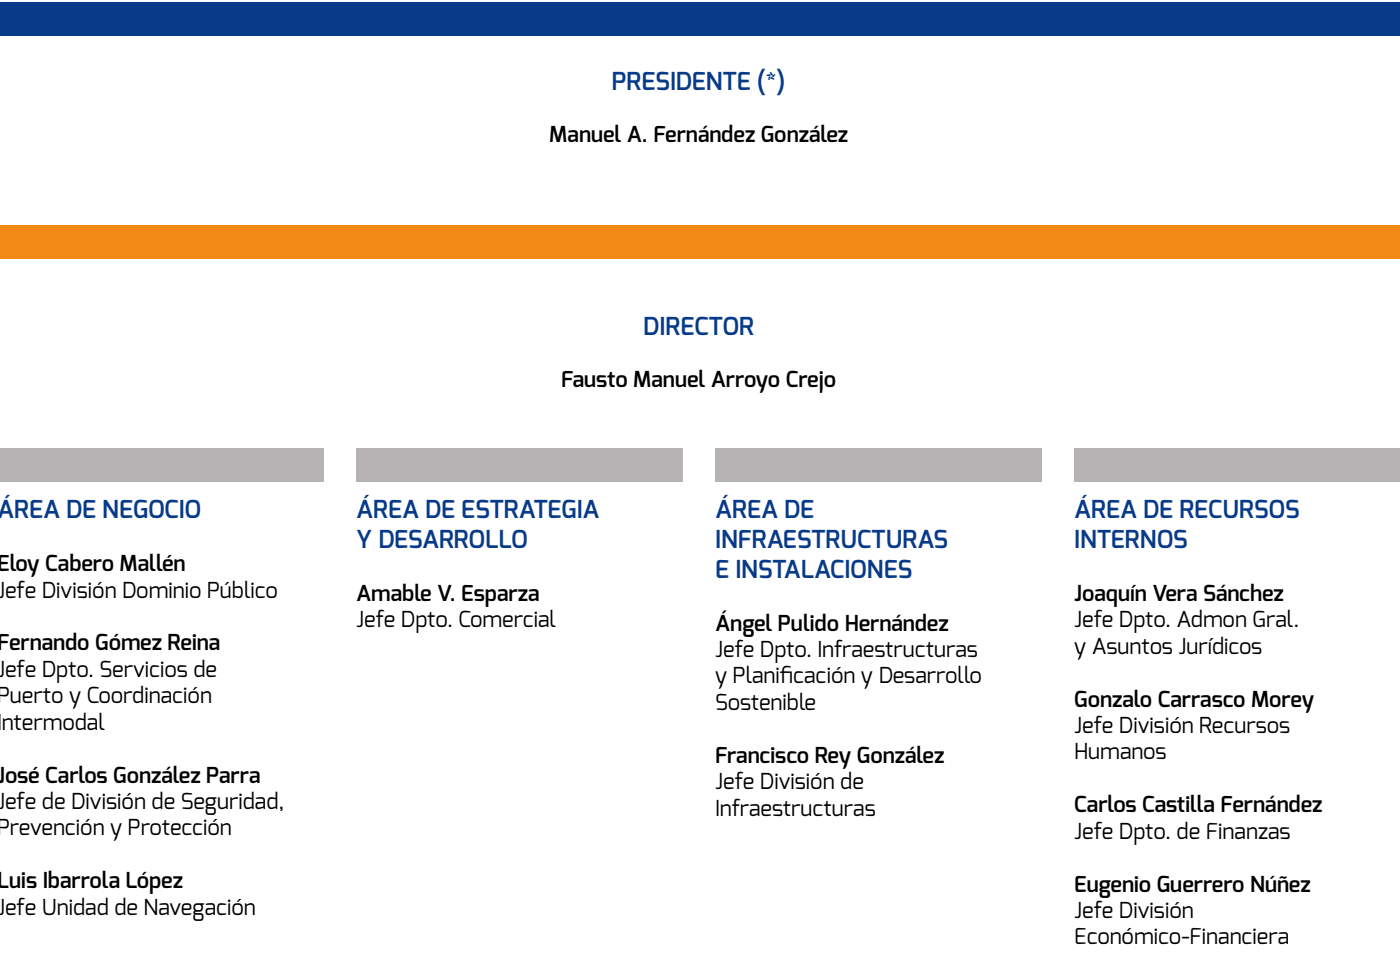 PRESIDENTE (*)
Manuel A. Fernández González
DIRECTOR
Fausto Manuel Arroyo Crejo
ÁREA DE NEGOCIO
Eloy Cabero Mallén
Jefe División Dominio Público
Fernando Gómez Reina
Jefe Dpto. Servicios de
Puerto y Coordinación
Intermodal
José Carlos González Parra
Jefe de División de Seguridad,
Prevención y Protección
Luis Ibarrola López
Jefe Unidad de Navegación
ÁREA DE ESTRATEGIA
Y DESARROLLO
Amable V. Esparza
Jefe Dpto. Comercial
ÁREA DE
INFRAESTRUCTURAS
E INSTALACIONES
Ángel Pulido Hernández
Jefe Dpto. Infraestructuras
y Planificación y Desarrollo
Sostenible
Francisco Rey González
Jefe División de
Infraestructuras
ÁREA DE RECURSOS
INTERNOS
Joaquín Vera Sánchez
Jefe Dpto. Admon Gral.
y Asuntos Jurídicos
Gonzalo Carrasco Morey
Jefe División Recursos
Humanos
Carlos Castilla Fernández
Jefe Dpto. de Finanzas
Eugenio Guerrero Núñez
Jefe División
Económico-Financiera